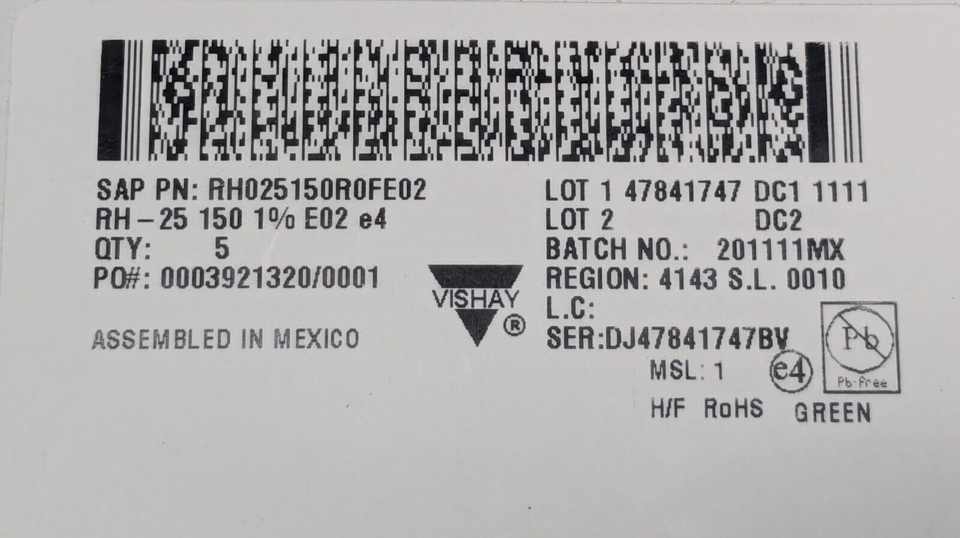 SAP PN: RH025150R0FE02
RH-25 150 1% E02 e4
QTY: 5
PO#: 0003921320/0001
ASSEMBLED IN MEXICO
VISHAY
®
LOT 1 47841747 DC1 1111
LOT 2 DC2
BATCH NO.: 201111MX
REGION: 4143 S.L. 0010
L.C:
SER:DJ47841747BV
MSL: 1
e4
Pb
Pb-free
H/F RoHS GREEN